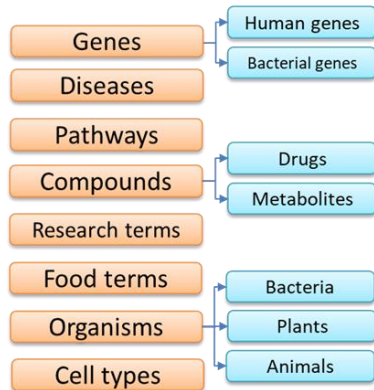 Genes
Human genes
Bacterial genes
Diseases
Pathways
Compounds
Drugs
Metabolites
Research terms
Food terms
Organisms
Bacteria
Plants
Animals
Cell types